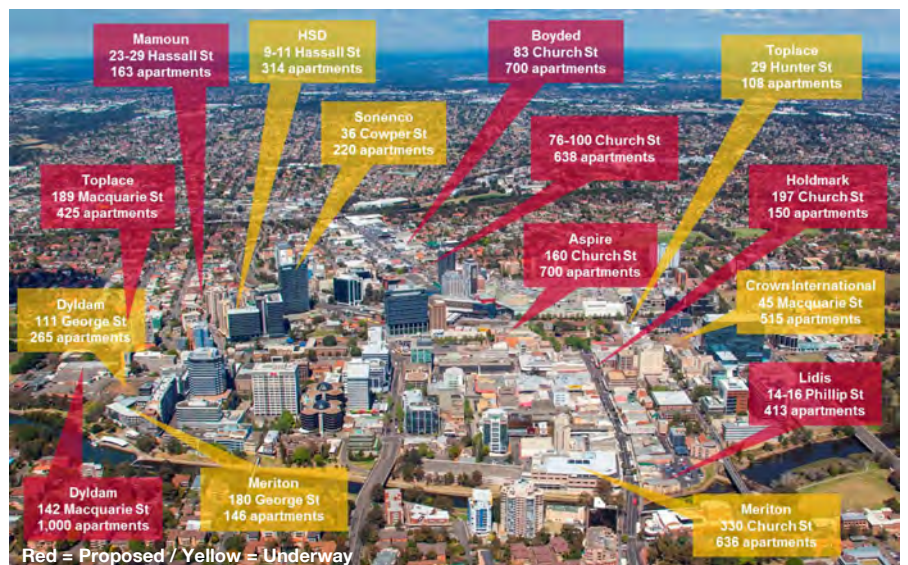 Mamoun
23-29 Hassall St
163 apartments
HSD
9-11 Hassall St
314 apartments
Boyded
83 Church St
700 apartments
Toplace
29 Hunter St
108 apartments
Sonenco
36 Cowper St
220 apartments
76-100 Church St
638 apartments
Toplace
189 Macquarie St
425 apartments
Holdmark
197 Church St
150 apartments
Aspire
160 Church St
700 apartments
Dyldam
111 George St
265 apartments
Crown International
45 Macquarie St
515 apartments
Lidis
14-16 Phillip St
413 apartments
Dyldam
142 Macquarie St
1,000 apartments
Meriton
180 George St
146 apartments
Meriton
330 Church St
636 apartments
Red = Proposed / Yellow = Underway